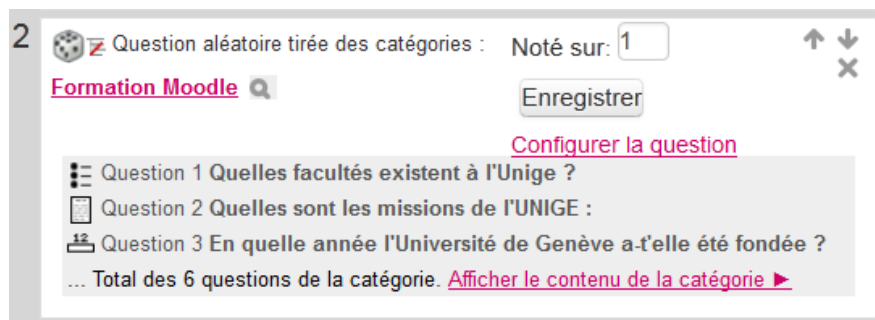 2
Question aléatoire tirée des catégories :
Noté sur: 1
Formation Moodle
Enregistrer
Configurer la question
Question 1 Quelles facultés existent à l'Unige ?
Question 2 Quelles sont les missions de l'UNIGE :
12
Question 3 En quelle année l'Université de Genève a-t'elle été fondée ?
... Total des 6 questions de la catégorie. Afficher le contenu de la catégorie ►